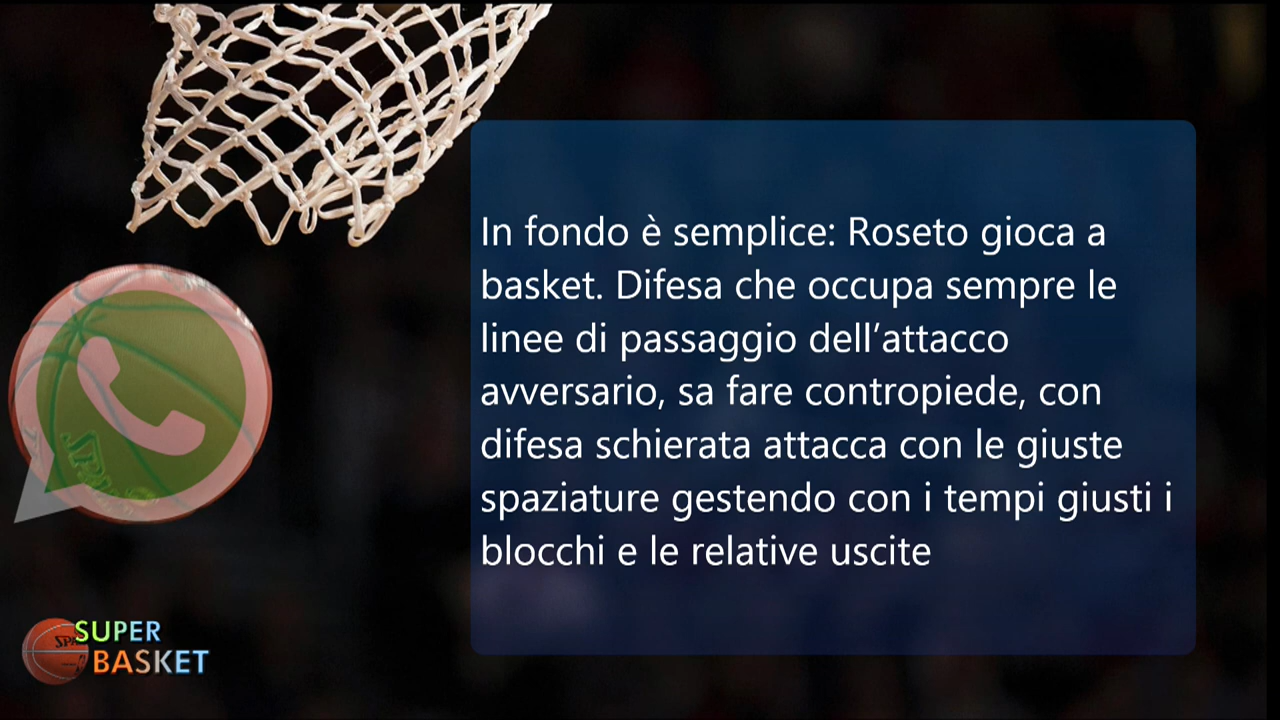 In fondo è semplice: Roseto gioca a
basket. Difesa che occupa sempre le
linee di passaggio dell’attacco
avversario, sa fare contropiede, con
difesa schierata attacca con le giuste
spaziature gestendo con i tempi giusti i
blocchi e le relative uscite
SUPER
BASKET